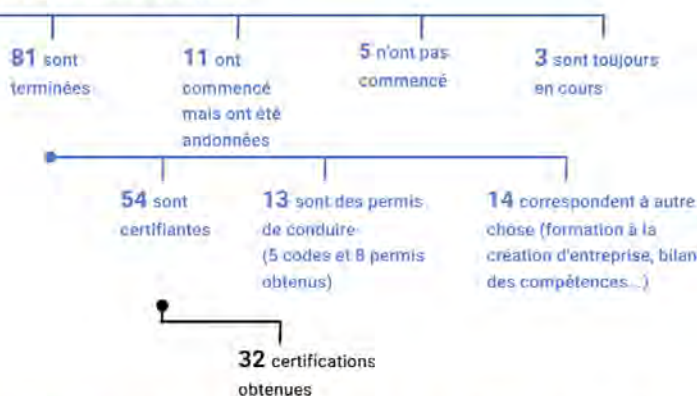 81 sont
terminées
11 ont
commencé
mais ont été
andonnées
5 n'ont pas
commencé
3 sont toujours
en cours
54 sont
certifiantes
13 sont des permis
de conduire
(5 codes et 8 permis
obtenus)
14 correspondent à autre
chose (formation à la
création d'entreprise, bilan
des compétences...)
32 certifications
obtenues